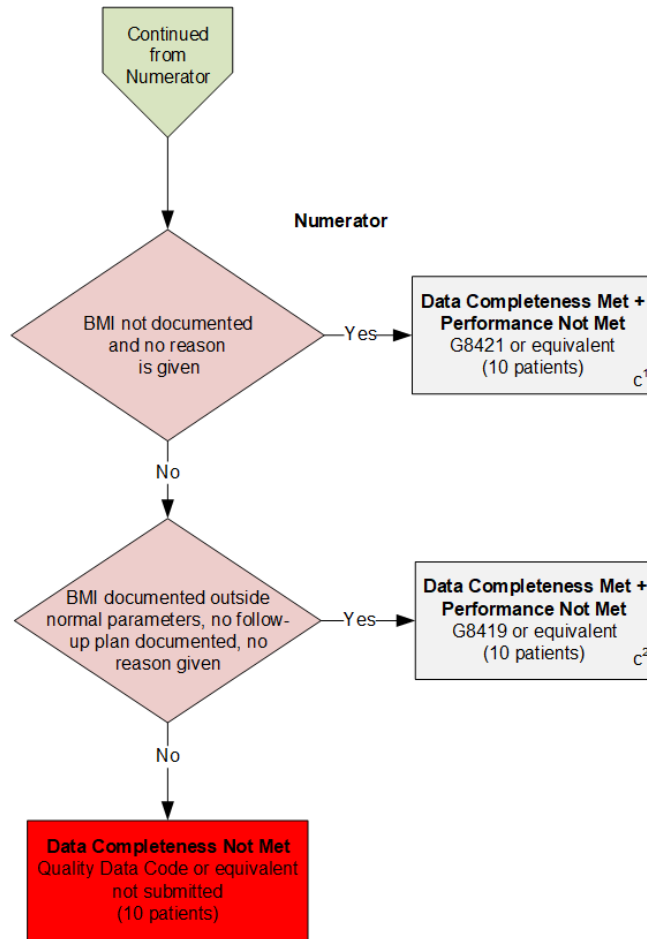 Continued
from
Numerator
Numerator
BMI not documented
and no reason
is given
Yes
Data Completeness Met +
Performance Not Met
G8421 or equivalent
(10 patients)
c¹
No
BMI documented outside
normal parameters, no follow-
up plan documented, no
reason given
Yes
Data Completeness Met +
Performance Not Met
G8419 or equivalent
(10 patients)
c²
No
Data Completeness Not Met
Quality Data Code or equivalent
not submitted
(10 patients)